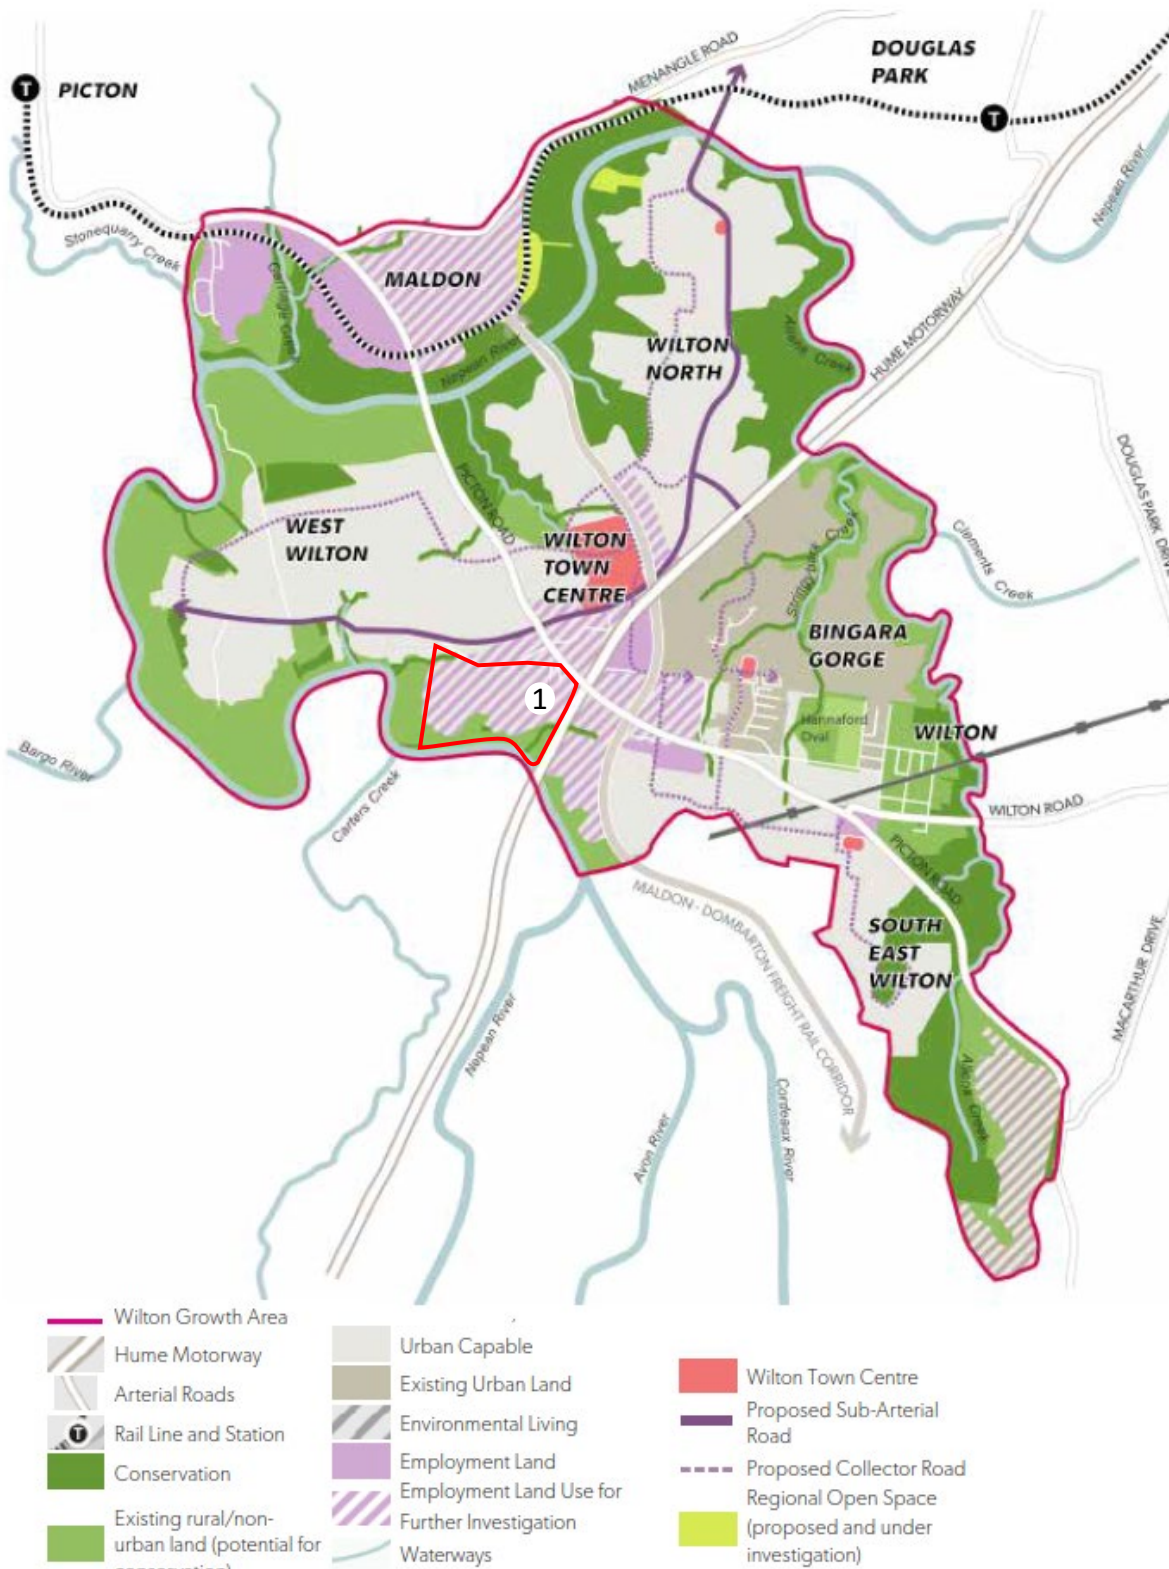 DOUGLAS
PARK
MENANGLE ROAD
T
PICTON
T
Nepean River
Stonequarry Creek
Carriage Creek
MALDON
HUME MOTORWAY
Allens Creek
WILTON
NORTH
Nepean River
DOUGLAS PARK DRIVE
PICTON ROAD
WEST
WILTON
WILTON
TOWN
CENTRE
Stringybark Creek
Clements Creek
BINGARA
GORGE
1
Hannaford
Oval
WILTON
Bargo River
Carters Creek
WILTON ROAD
PICTON ROAD
MALDON - DOMBARTON FREIGHT RAIL CORRIDOR
SOUTH
EAST
WILTON
MACARTHUR DRIVE
Nepean River
Avon River
Cordeaux River
Allens Creek
Wilton Growth Area
Hume Motorway
Arterial Roads
T
Rail Line and Station
Conservation
Existing rural/non-
urban land (potential for
Urban Capable
Existing Urban Land
Environmental Living
Employment Land
Employment Land Use for
Further Investigation
Waterways
Wilton Town Centre
Proposed Sub-Arterial
Road
Proposed Collector Road
Regional Open Space
(proposed and under
investigation)